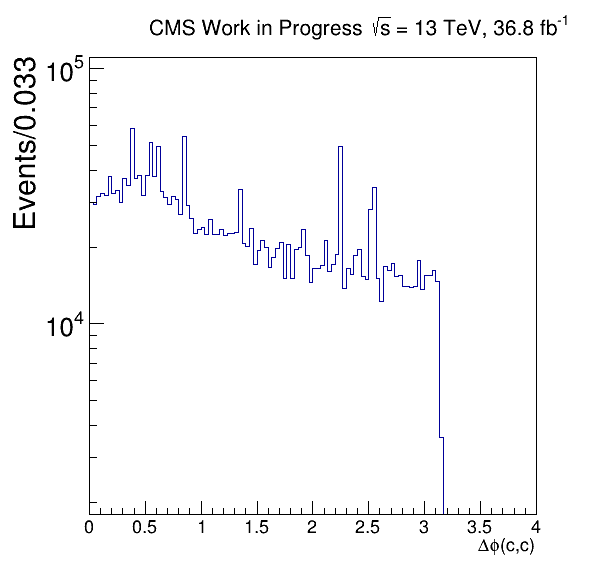 CMS Work in Progress √s = 13 TeV, 36.8 fb⁻¹
Events/0.033
10⁵
10⁴
0 0.5 1 1.5 2 2.5 3 3.5 4
Δϕ(c,c)